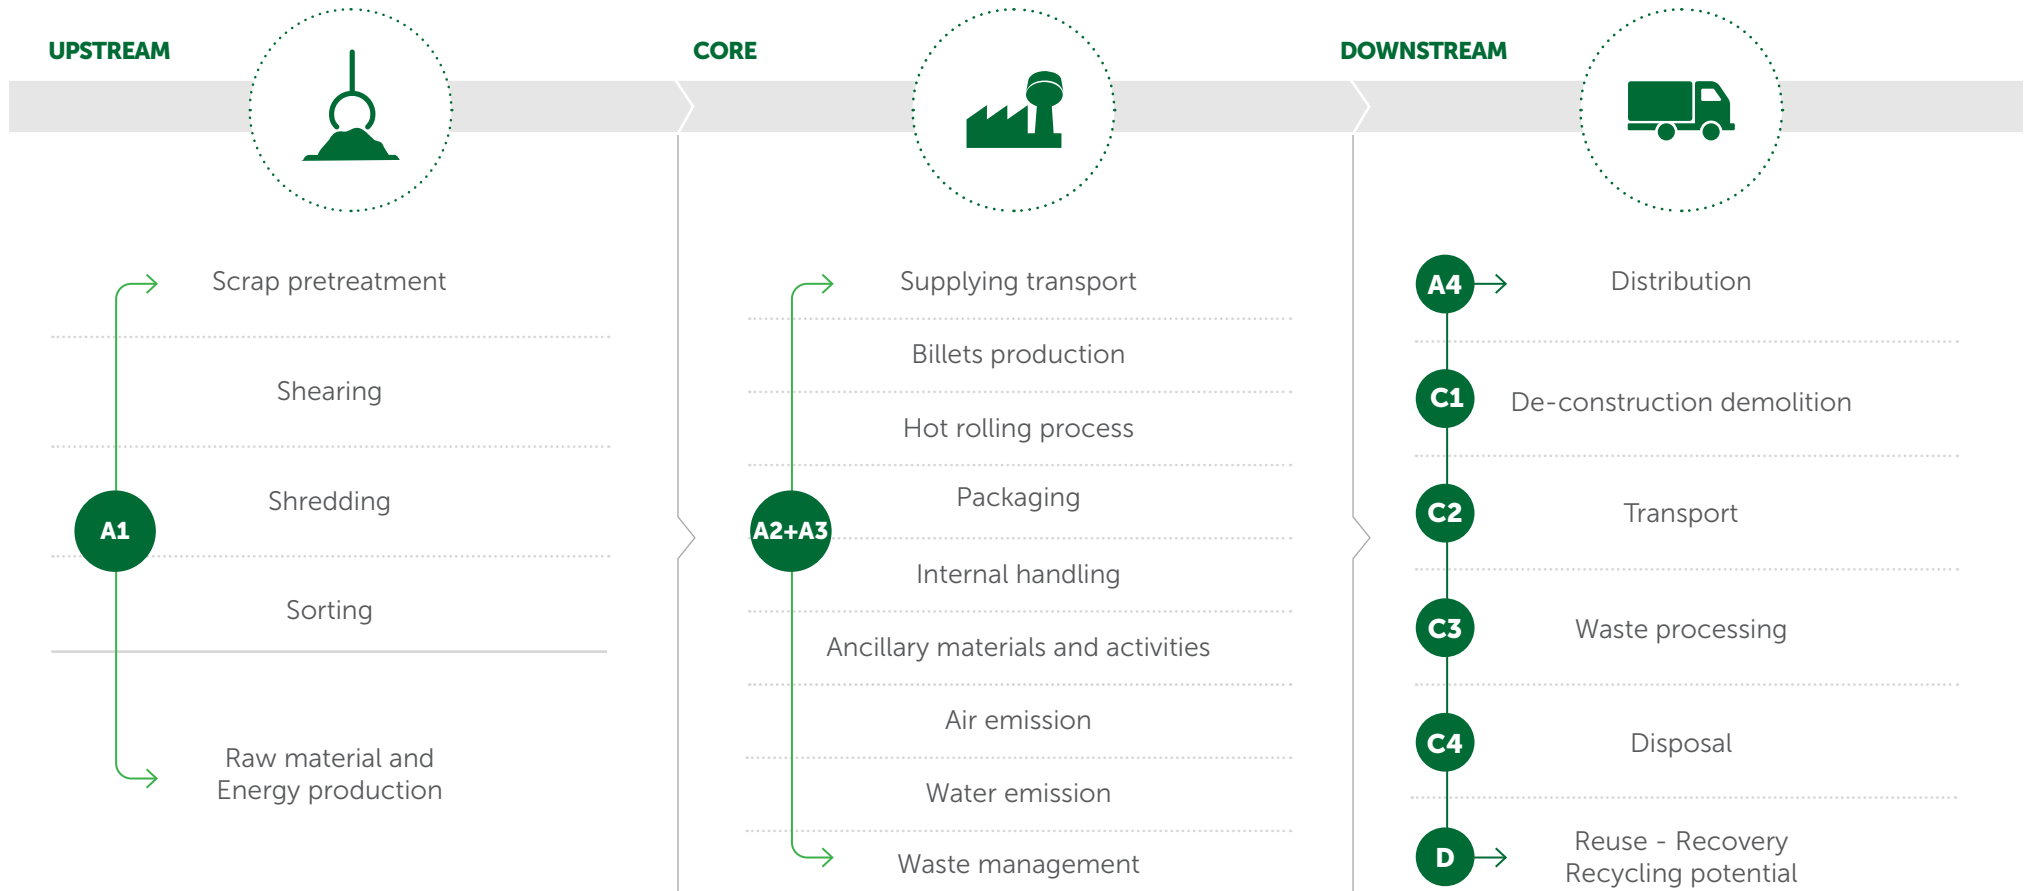 UPSTREAM
Scrap pretreatment
Shearing
Shredding
A1
Sorting
Raw material and
Energy production
CORE
Supplying transport
Billets production
Hot rolling process
Packaging
A2+A3
Internal handling
Ancillary materials and activities
Air emission
Water emission
Waste management
DOWNSTREAM
A4 Distribution
C1 De-construction demolition
C2 Transport
C3 Waste processing
C4 Disposal
D Reuse - Recovery
Recycling potential